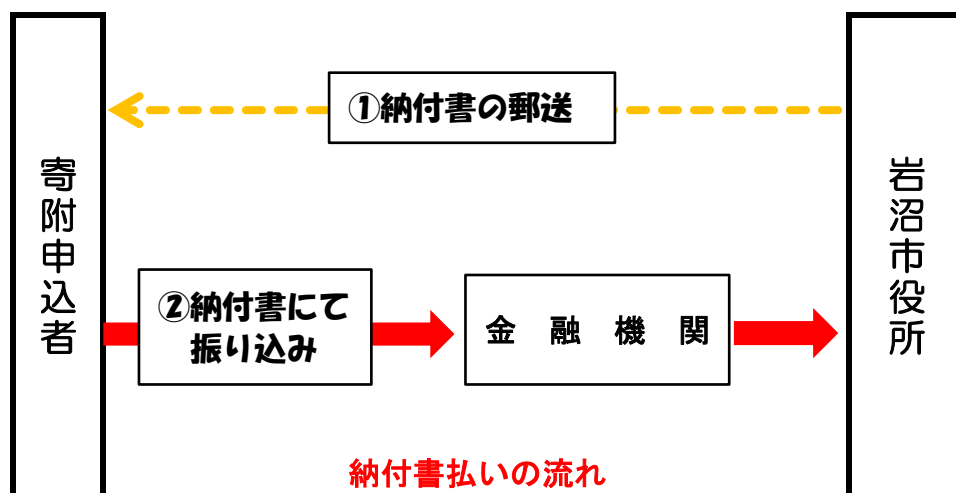 ①納付書の郵送
寄附申込者
岩沼市役所
②納付書にて
振り込み
金融機関
納付書払いの流れ